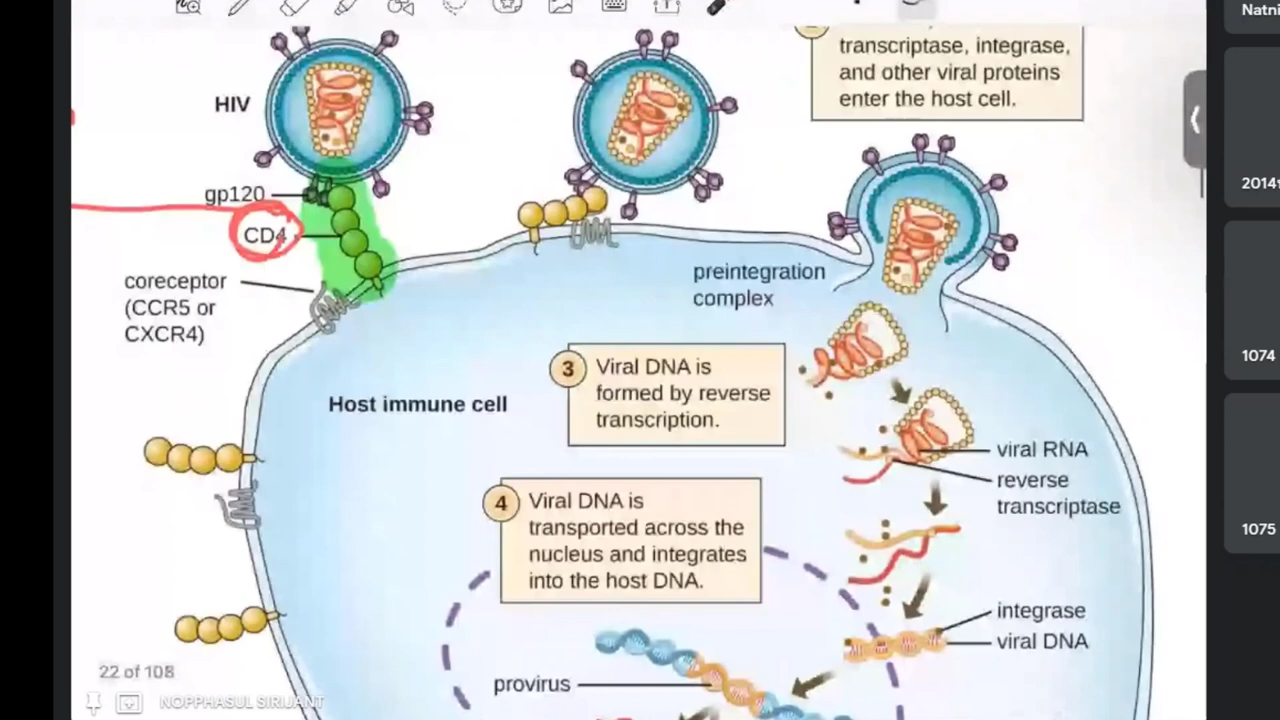 HIV
gp120
CD4
coreceptor
(CCR5 or
CXCR4)
transcriptase, integrase,
and other viral proteins
enter the host cell.
preintegration
complex
3
Viral DNA is
formed by reverse
transcription.
Host immune cell
viral RNA
reverse
transcriptase
4
Viral DNA is
transported across the
nucleus and integrates
into the host DNA.
integrase
viral DNA
provirus
22 of 108
NOPPHASUL SIRIJANT
Natni
1074
1075